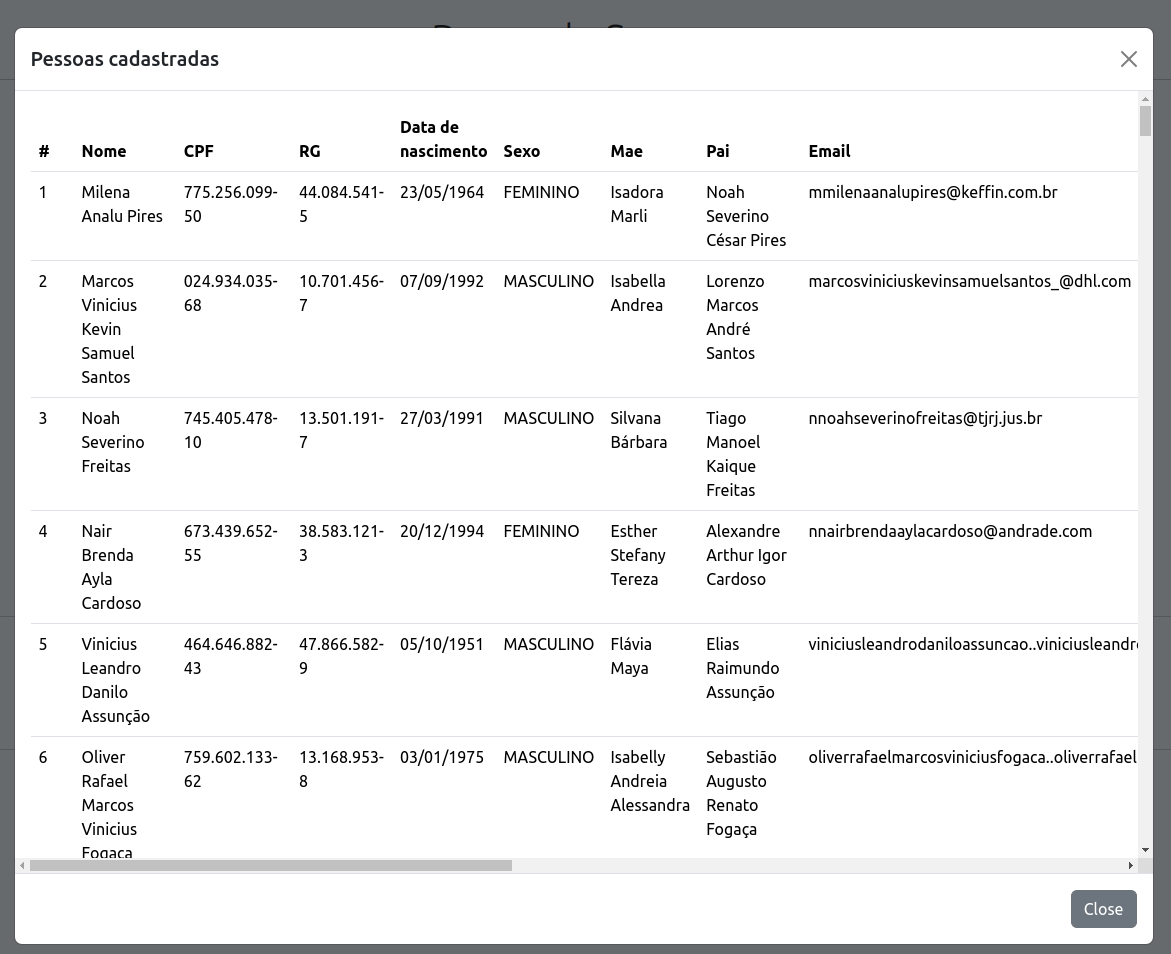 Pessoas cadastradas
# Nome CPF RG Data de nascimento Sexo Mae Pai Email
1 Milena Analu Pires 775.256.099-50 44.084.541-5 23/05/1964 FEMININO Isadora Marli Noah Severino César Pires mmilenaanalupires@keffin.com.br
2 Marcos Vinicius Kevin Samuel Santos 024.934.035-68 10.701.456-7 07/09/1992 MASCULINO Isabella Andrea Lorenzo Marcos André Santos marcosviniciuskevinsamuelsantos_@dhl.com
3 Noah Severino Freitas 745.405.478-10 13.501.191-7 27/03/1991 MASCULINO Silvana Bárbara Tiago Manoel Kaique Freitas nnoahseverinofreitas@tjrj.jus.br
4 Nair Brenda Ayla Cardoso 673.439.652-55 38.583.121-3 20/12/1994 FEMININO Esther Stefany Tereza Alexandre Arthur Igor Cardoso nnairbrendaaylacardoso@andrade.com
5 Vinicius Leandro Danilo Assunção 464.646.882-43 47.866.582-9 05/10/1951 MASCULINO Flávia Maya Elias Raimundo Assunção viniciusleandrodaniloassuncao..viniciusleandr
6 Oliver Rafael Marcos Vinicius Fogaça 759.602.133-62 13.168.953-8 03/01/1975 MASCULINO Isabelly Andreia Alessandra Sebastião Augusto Renato Fogaça oliverrafaelmarcosviniciusfogaca..oliverrafael
Close